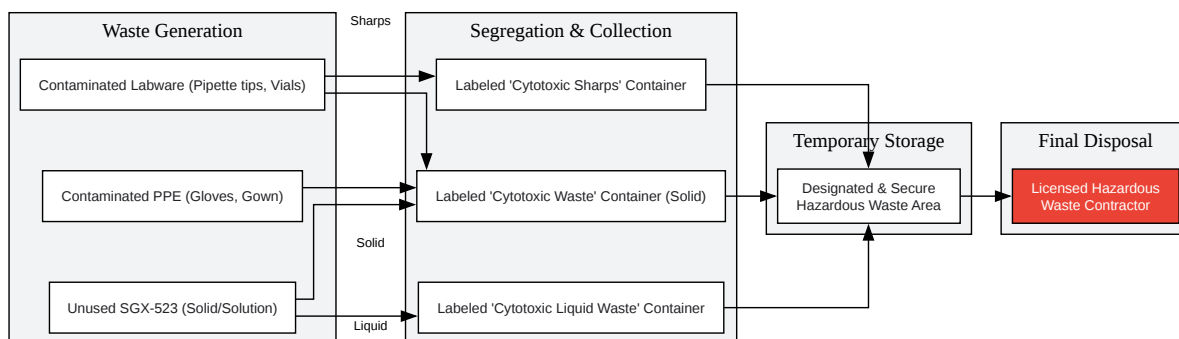 Waste Generation
Contaminated Labware (Pipette tips, Vials)
Contaminated PPE (Gloves, Gown)
Unused SGX-523 (Solid/Solution)
Sharps
Solid
Liquid
Segregation & Collection
Labeled 'Cytotoxic Sharps' Container
Labeled 'Cytotoxic Waste' Container (Solid)
Labeled 'Cytotoxic Liquid Waste' Container
Temporary Storage
Designated & Secure
Hazardous Waste Area
Final Disposal
Licensed Hazardous
Waste Contractor